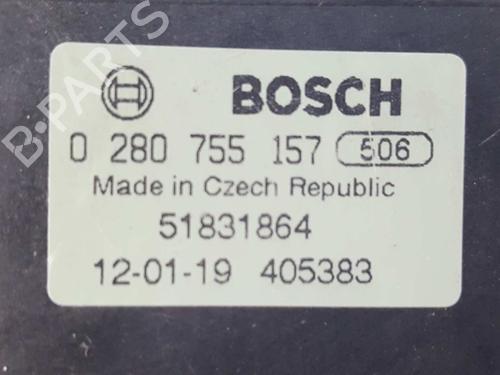 BOSCH
0 280 755 157 506
Made in Czech Republic
51831864
12-01-19 405383
B-PARTS